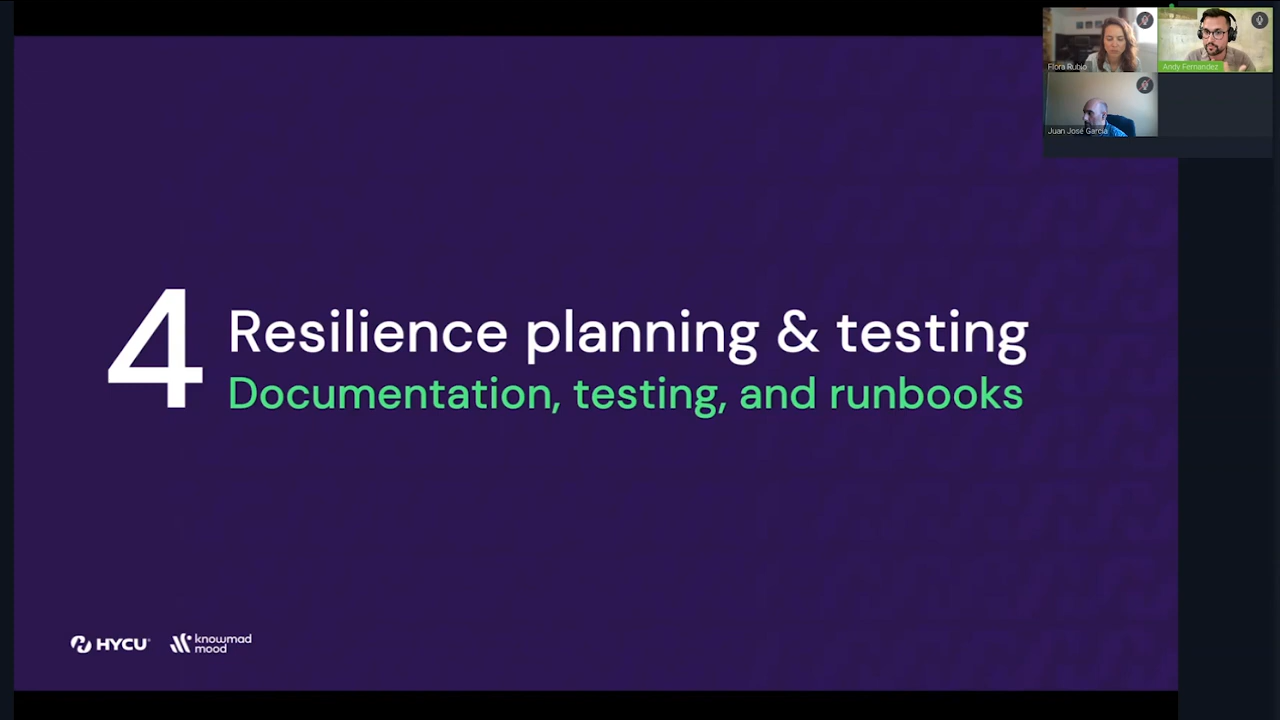 Flora Rubio
Andy Fernandez
Juan José García
4
Resilience planning & testing
Documentation, testing, and runbooks
HYCU
knowmad
mood